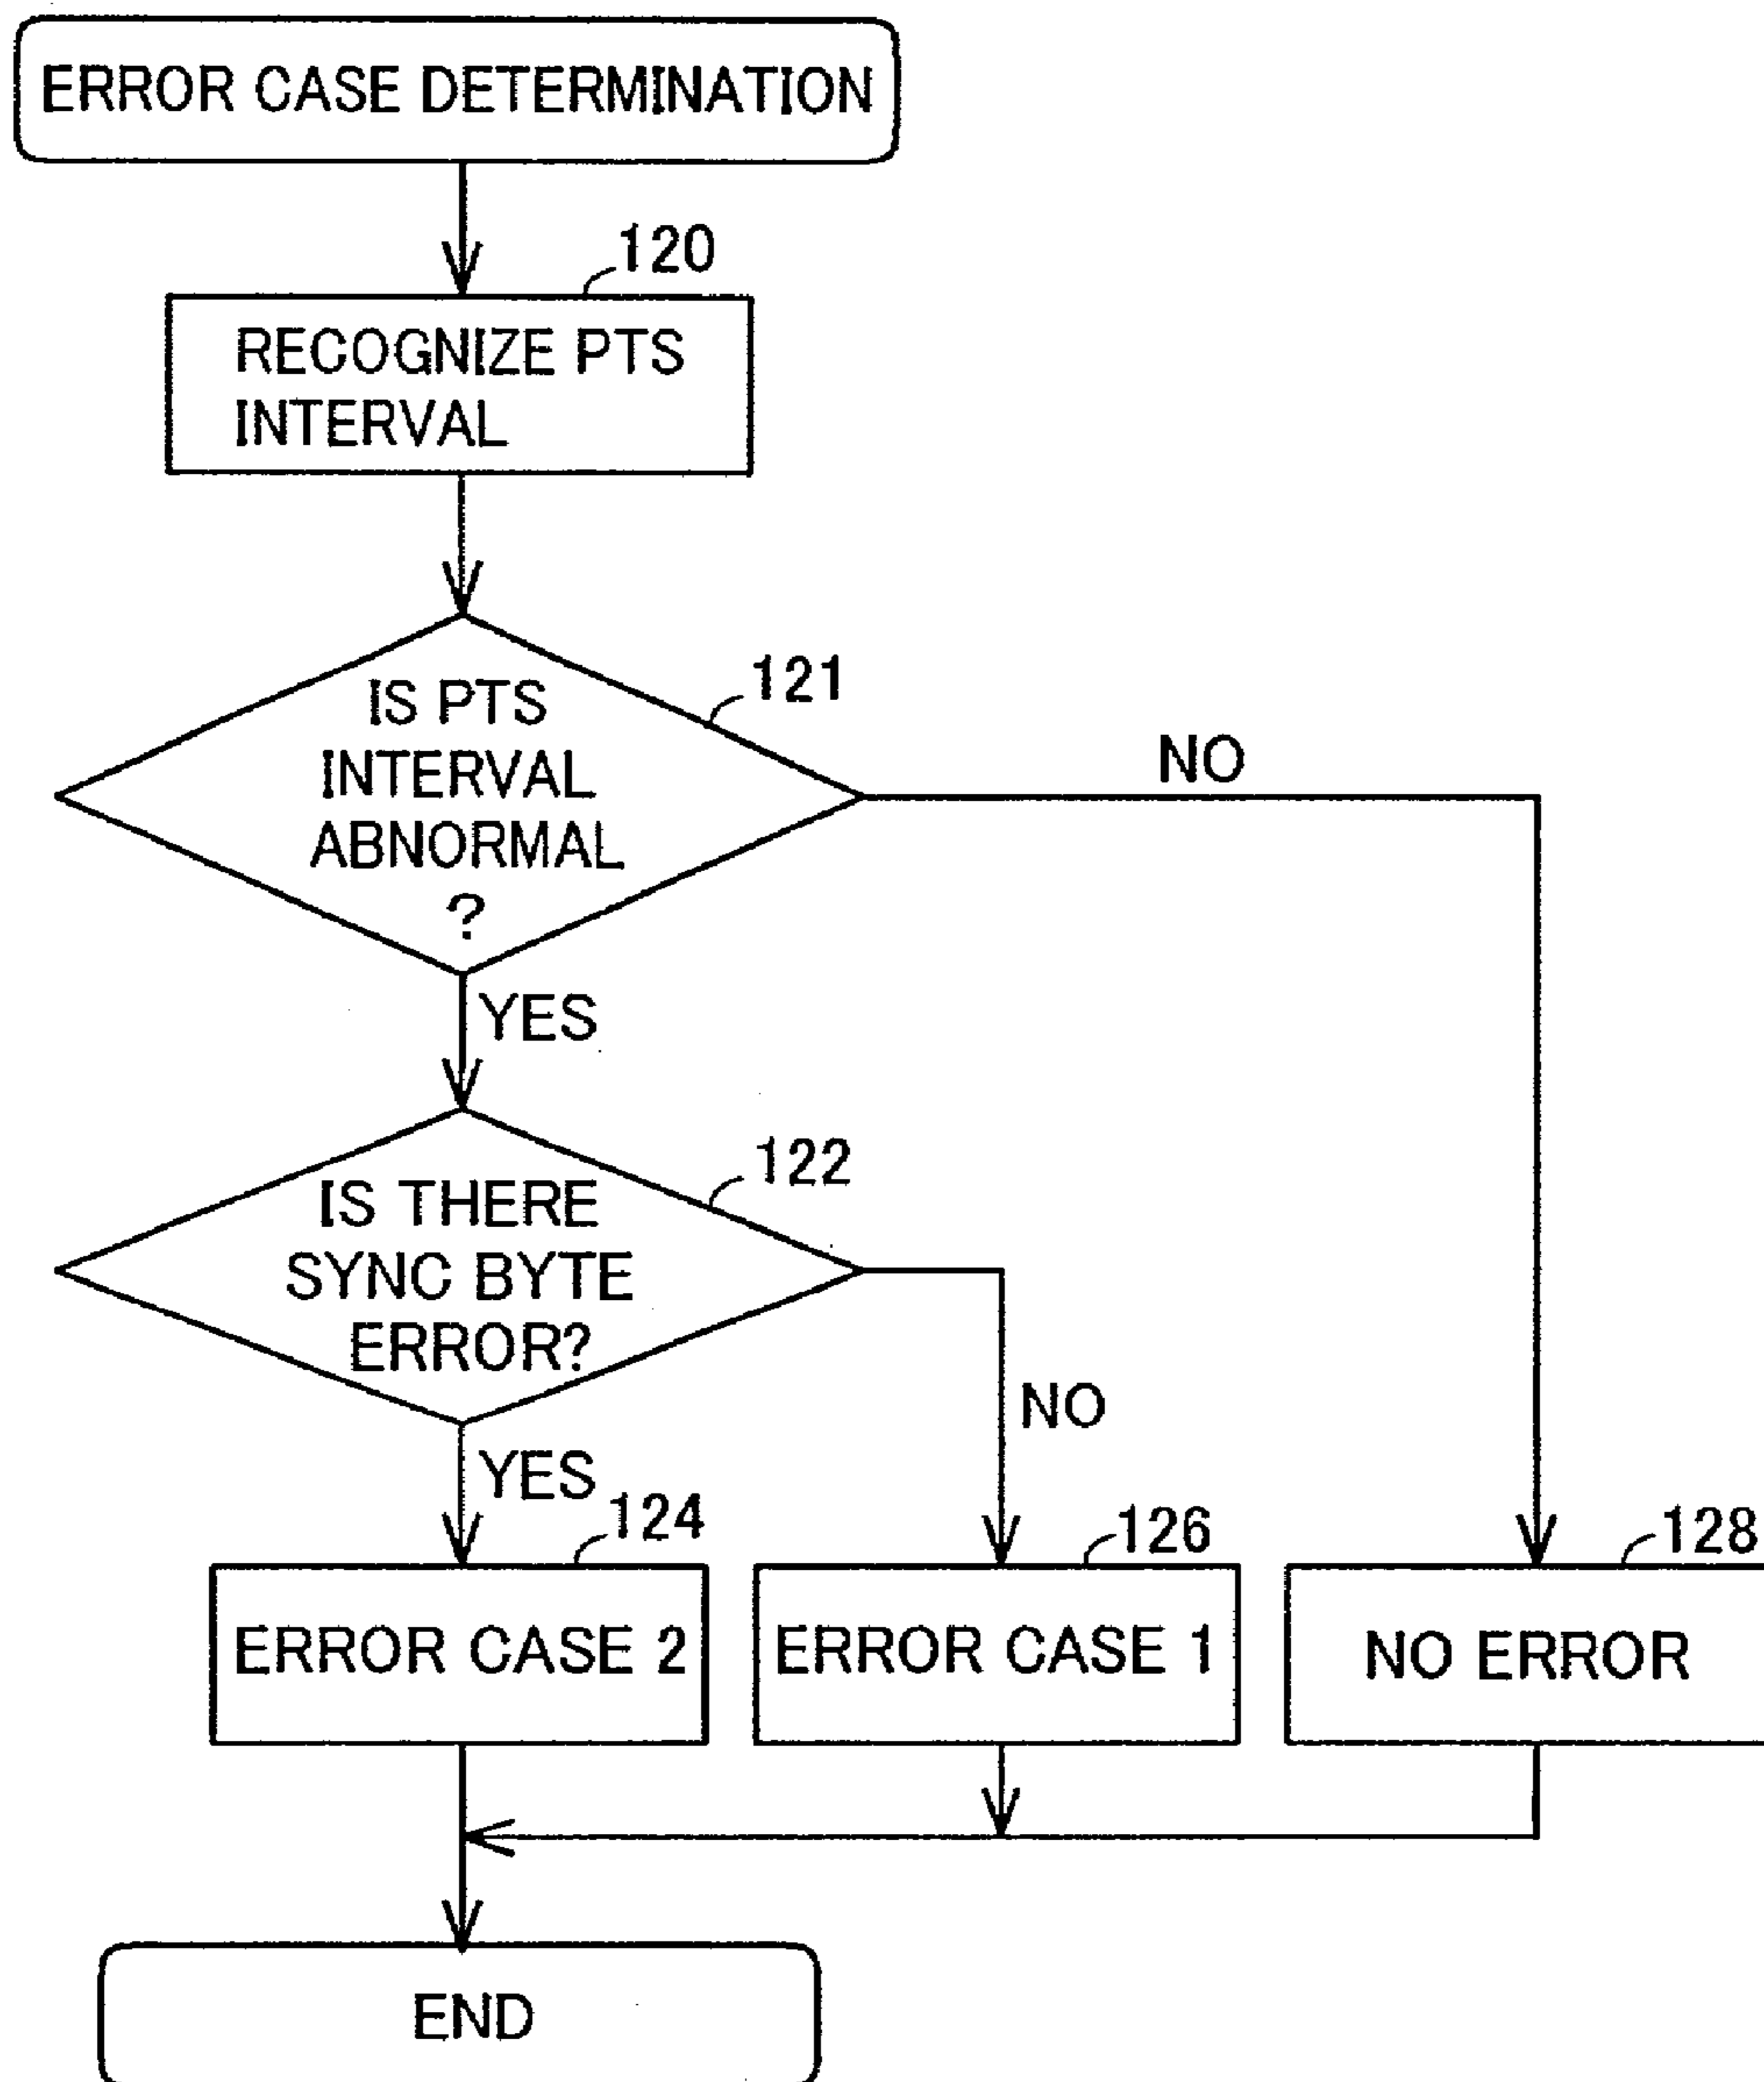 ERROR CASE DETERMINATION
120
RECOGNIZE PTS
INTERVAL
121
IS PTS
INTERVAL
ABNORMAL
?
NO
YES
122
IS THERE
SYNC BYTE
ERROR?
NO
YES
124
ERROR CASE 2
126
ERROR CASE 1
128
NO ERROR
END